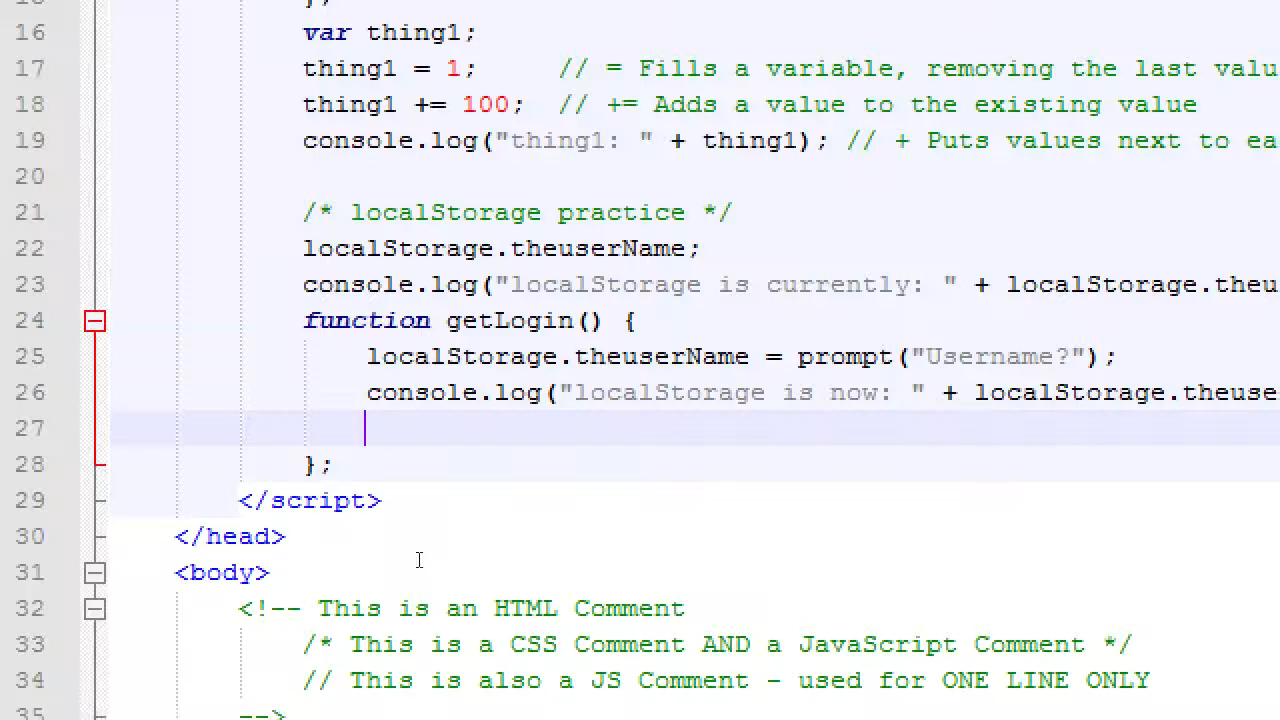 16 var thing1;
17 thing1 = 1; // = Fills a variable, removing the last
18 thing1 += 100; // += Adds a value to the existing value
19 console.log("thing1: " + thing1); // + Puts values next to
20
21 /* localStorage practice */
22 localStorage.theuserName;
23 console.log("localStorage is currently: " + localStorage.theu
24 function getLogin() {
25 localStorage.theuserName = prompt("Username?");
26 console.log("localStorage is now: " + localStorage.theuse
27
28 };
29 </script>
30 </head>
31 <body>
32 <!-- This is an HTML Comment
33 /* This is a CSS Comment AND a JavaScript Comment */
34 // This is also a JS Comment - used for ONE LINE ONLY
35 -->